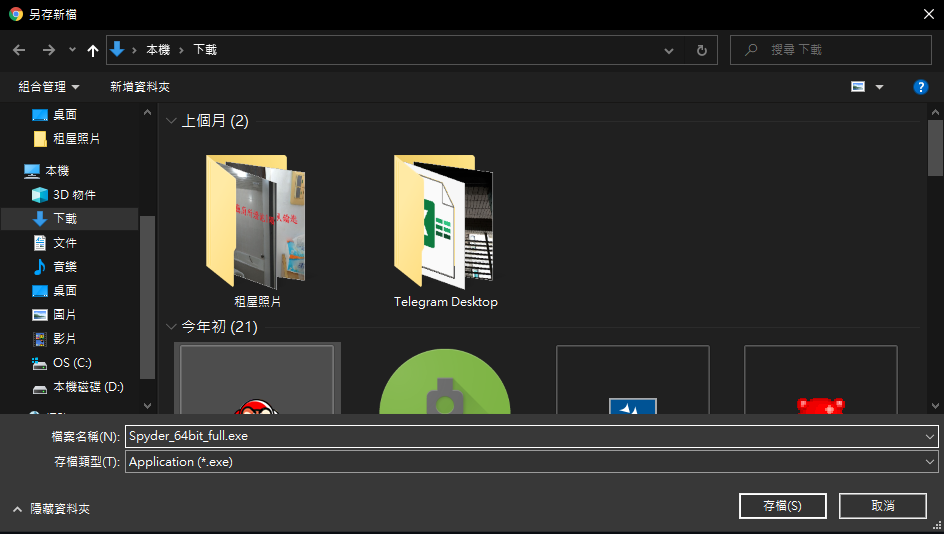 另存新檔
本機 下載
搜尋 下載
組合管理 新增資料夾
桌面
租屋照片
本機
3D 物件
下載
文件
音樂
桌面
圖片
影片
OS (C:)
本機磁碟 (D:)
上個月 (2)
租屋照片
Telegram Desktop
今年初 (21)
檔案名稱(N): Spyder_64bit_full.exe
存檔類型(T): Application (*.exe)
隱藏資料夾
存檔(S) 取消